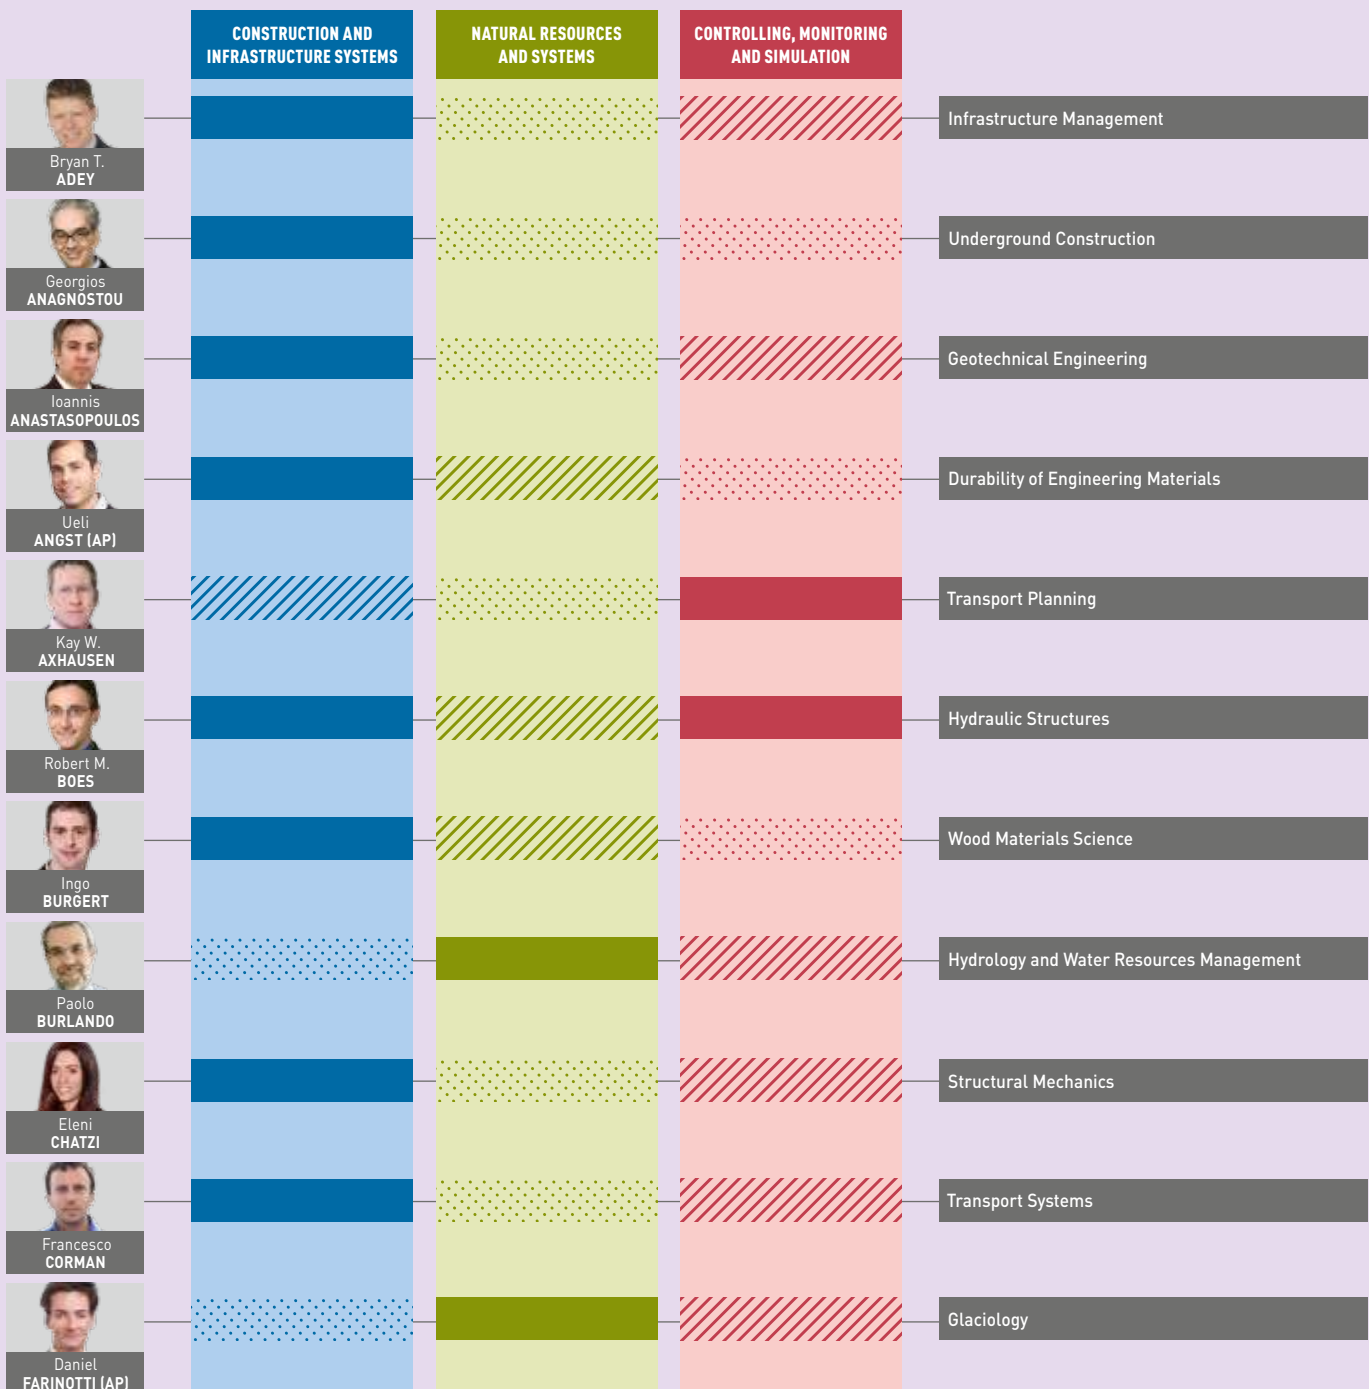 CONSTRUCTION AND
INFRASTRUCTURE SYSTEMS
NATURAL RESOURCES
AND SYSTEMS
CONTROLLING, MONITORING
AND SIMULATION
Bryan T.
ADEY
Infrastructure Management
Georgios
ANAGNOSTOU
Underground Construction
Ioannis
ANASTASOPOULOS
Geotechnical Engineering
Ueli
ANGST (AP)
Durability of Engineering Materials
Kay W.
AXHAUSEN
Transport Planning
Robert M.
BOES
Hydraulic Structures
Ingo
BURGERT
Wood Materials Science
Paolo
BURLANDO
Hydrology and Water Resources Management
Eleni
CHATZI
Structural Mechanics
Francesco
CORMAN
Transport Systems
Daniel
FARINOTTI (AP)
Glaciology